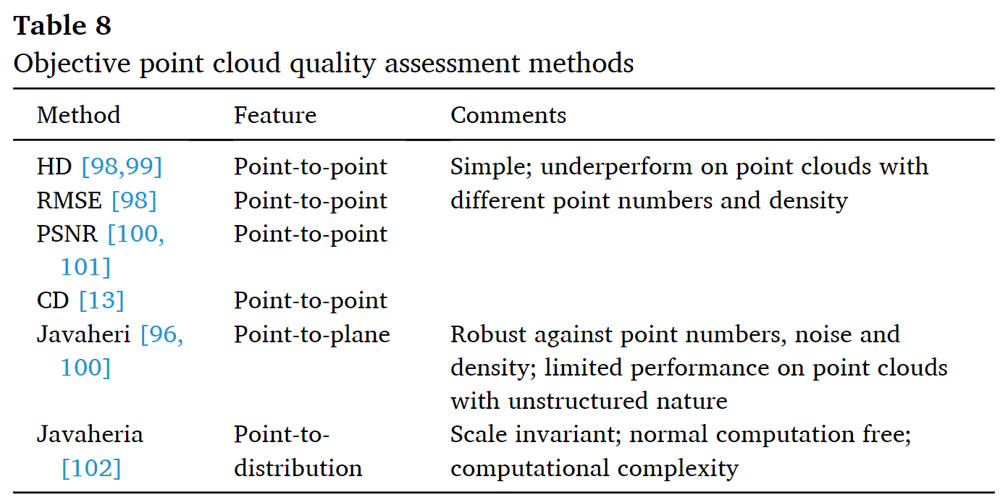 Table 8
Objective point cloud quality assessment methods
Method Feature Comments
HD [98,99] Point-to-point Simple; underperform on point clouds with
RMSE [98] Point-to-point different point numbers and density
PSNR [100, Point-to-point
101]
CD [13] Point-to-point
Javaheri [96, Point-to-plane Robust against point numbers, noise and
100] density; limited performance on point clouds
with unstructured nature
Javaheria Point-to- Scale invariant; normal computation free;
[102] distribution computational complexity